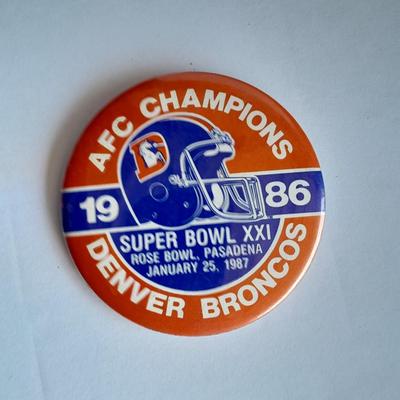 AFC CHAMPIONS
19 86
SUPER BOWL XXI
ROSE BOWL, PASADENA
JANUARY 25, 1987
DENVER BRONCOS